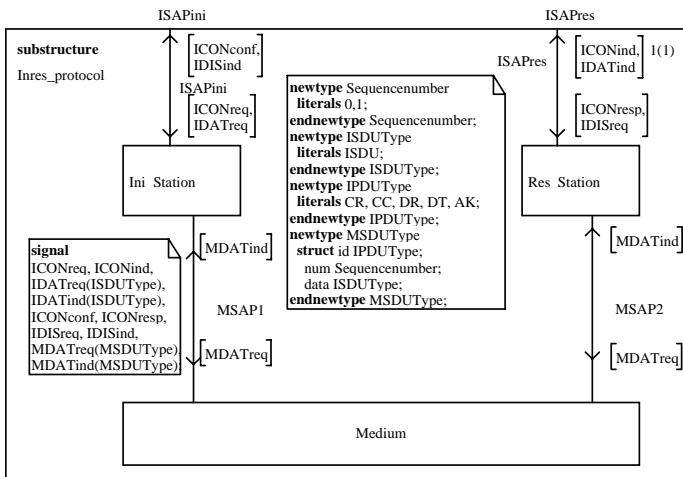 ISAPini
ISAPres
substructure
Inres_protocol
ICONconf,
IDISind
ISAPini
ICONreq,
IDATreq
ISAPres
ICONind,
IDATind
1(1)
ICONresp,
IDISreq
newtype Sequencenumber
literals 0,1;
endnewtype Sequencenumber;
newtype ISDUType
literals ISDU;
endnewtype ISDUType;
newtype IPDUType
literals CR, CC, DR, DT, AK;
endnewtype IPDUType;
newtype MSDUType
struct id IPDUType;
num Sequencenumber;
data ISDUType;
endnewtype MSDUType;
Ini Station
Res Station
signal
ICONreq, ICONind,
IDATreq(ISDUType),
IDATind(ISDUType),
ICONconf, ICONresp,
IDISreq, IDISind,
MDATreq(MSDUType),
MDATind(MSDUType);
MDATind
MSAP1
MDATreq
MDATind
MSAP2
MDATreq
Medium